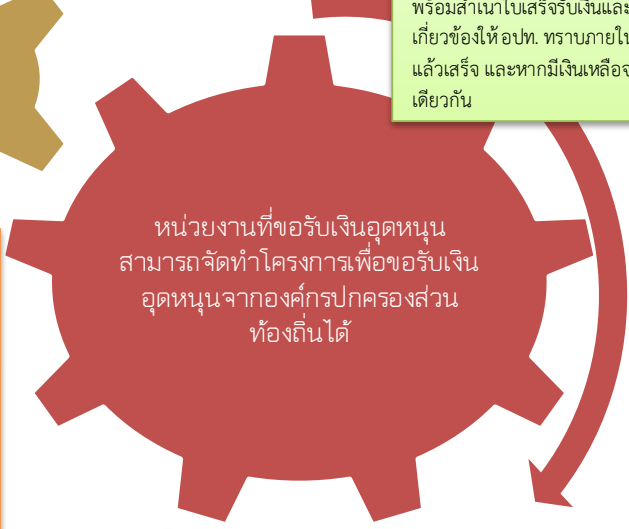 พร้อมสำเนาใบเสร็จรับเงินและ
เกี่ยวข้องให้ อปท. ทราบภายใน
แล้วเสร็จ และหากมีเงินเหลือจ
เดียวกัน
หน่วยงานที่ขอรับเงินอุดหนุน
สามารถจัดทำโครงการเพื่อขอรับเงิน
อุดหนุนจากองค์กรปกครองส่วน
ท้องถิ่นได้